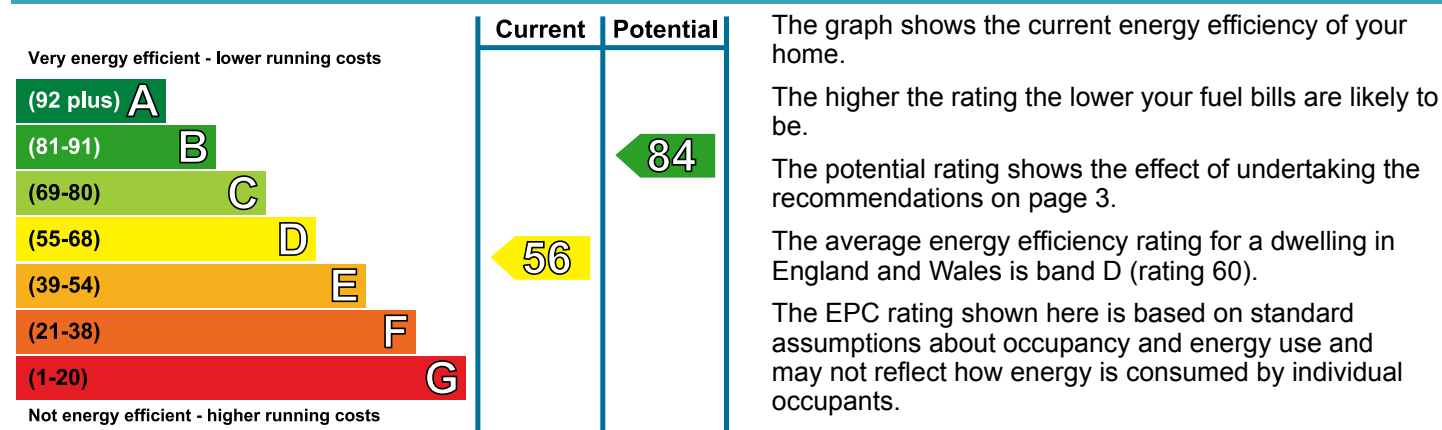 Current Potential
Very energy efficient - lower running costs
(92 plus) A
(81-91) B
84
(69-80) C
(55-68) D
56
(39-54) E
(21-38) F
(1-20) G
Not energy efficient - higher running costs
The graph shows the current energy efficiency of your
home.
The higher the rating the lower your fuel bills are likely to
be.
The potential rating shows the effect of undertaking the
recommendations on page 3.
The average energy efficiency rating for a dwelling in
England and Wales is band D (rating 60).
The EPC rating shown here is based on standard
assumptions about occupancy and energy use and
may not reflect how energy is consumed by individual
occupants.